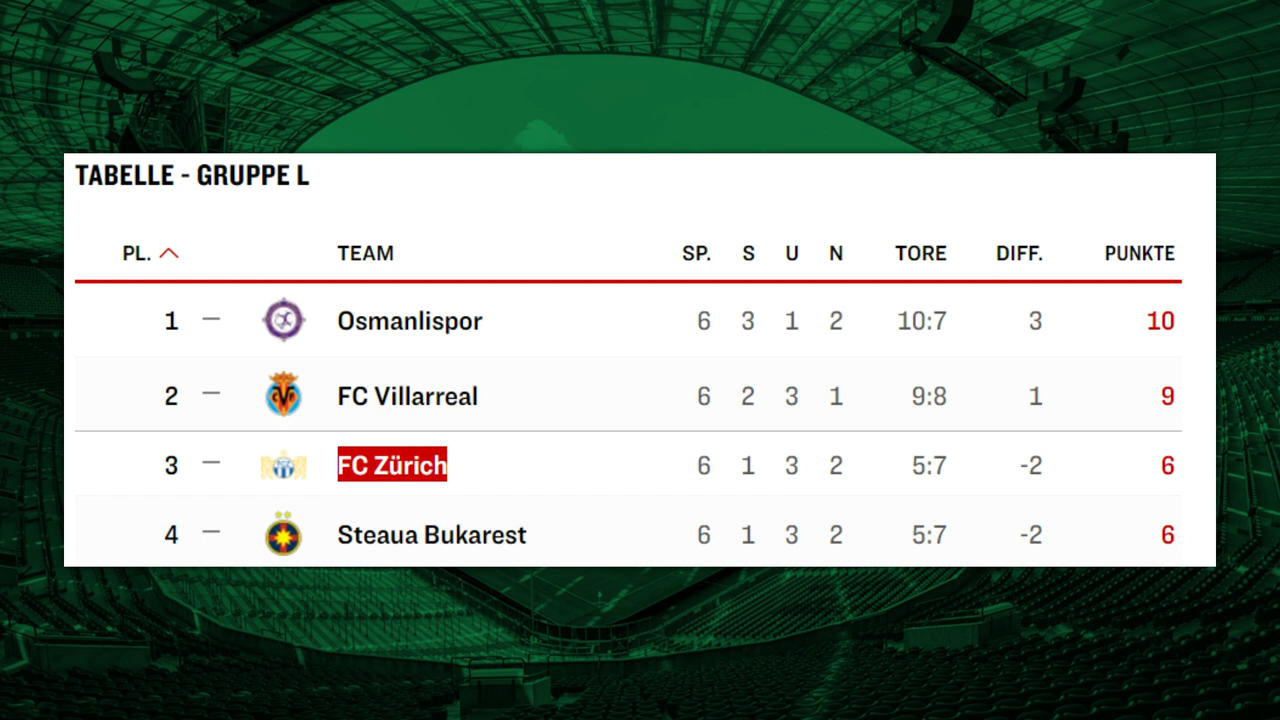 TABELLE - GRUPPE L
PL. TEAM SP. S U N TORE DIFF. PUNKTE
1 — Osmanlispor 6 3 1 2 10:7 3 10
2 — FC Villarreal 6 2 3 1 9:8 1 9
3 — FC Zürich 6 1 3 2 5:7 -2 6
4 — Steaua Bukarest 6 1 3 2 5:7 -2 6